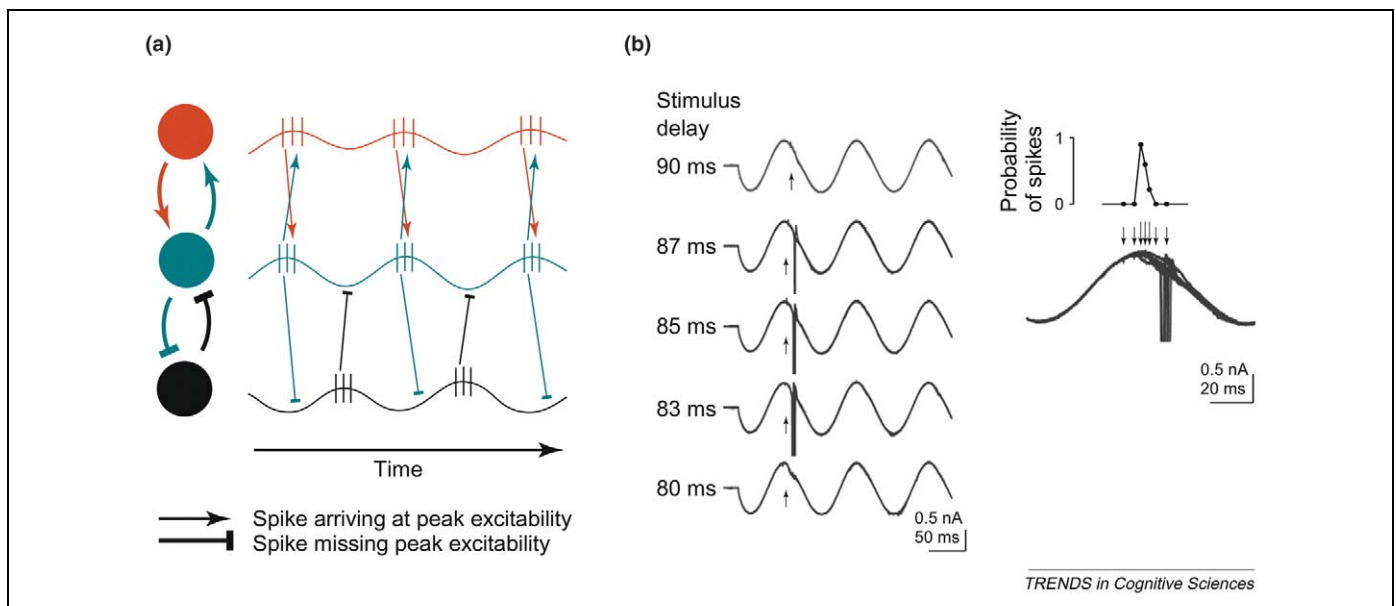 (a)
Time
Spike arriving at peak excitability
Spike missing peak excitability
(b)
Stimulus
delay
90 ms
87 ms
85 ms
83 ms
80 ms
0.5 nA
50 ms
Probability
of spikes
1
0
0.5 nA
20 ms
TRENDS in Cognitive Sciences